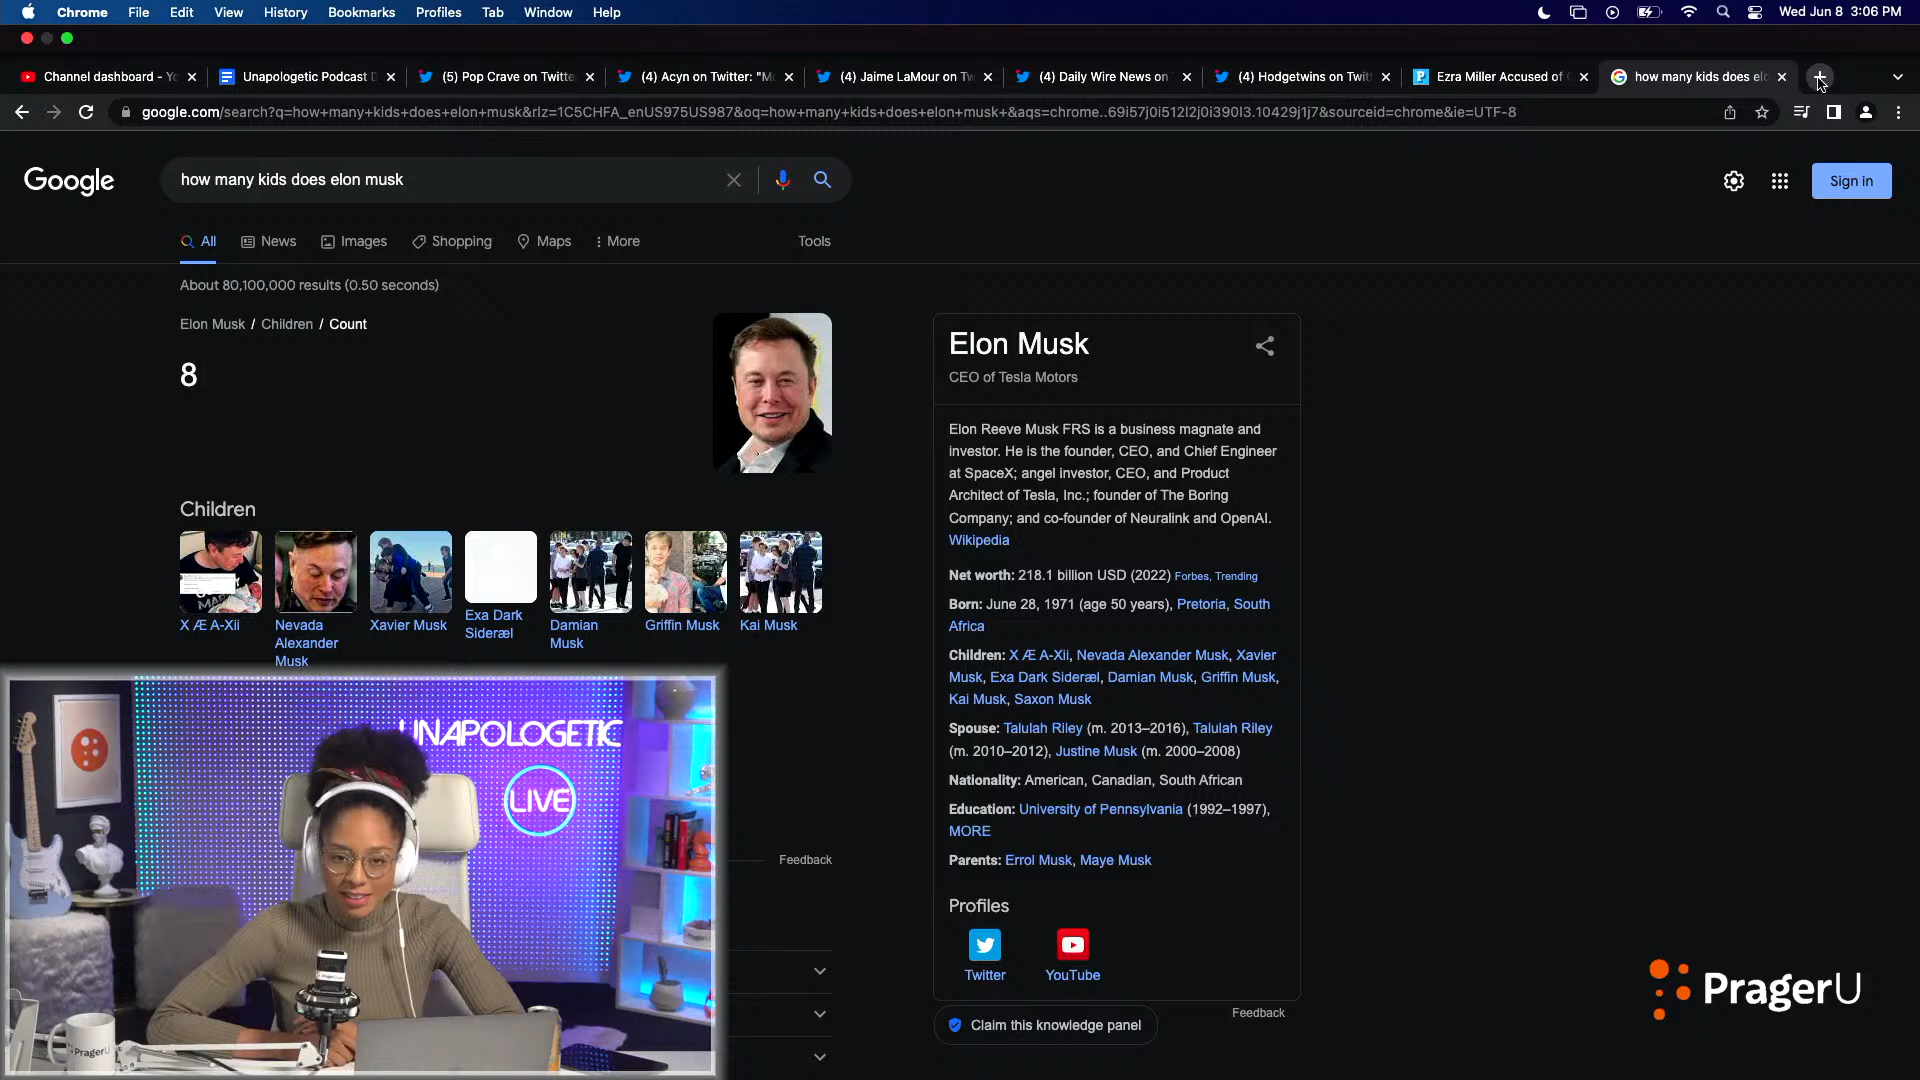 Chrome File Edit View History Bookmarks Profiles Tab Window Help Wed Jun 8 3:06 PM
Channel dashboard - Yo
Unapologetic Podcast D
(5) Pop Crave on Twitte
(4) Acyn on Twitter: "Mo
(4) Jaime LaMour on Tw
(4) Daily Wire News on
(4) Hodgetwins on Twitt
Ezra Miller Accused of
how many kids does elo
google.com/search?q=how+many+kids+does+elon+musk&rlz=1C5CHFA_enUS975US987&oq=how+many+kids+does+elon+musk+&aqs=chrome..69i57j0i512l2j0i390l3.10429j1j7&sourceid=chrome&ie=UTF-8
Google
how many kids does elon musk
Sign in
All News Images Shopping Maps More Tools
About 80,100,000 results (0.50 seconds)
Elon Musk / Children / Count
8
Children
X Æ A-Xii
Nevada
Alexander
Musk
Xavier Musk
Exa Dark
Sideræl
Damian
Musk
Griffin Musk
Kai Musk
Feedback
Elon Musk
CEO of Tesla Motors
Elon Reeve Musk FRS is a business magnate and
investor. He is the founder, CEO, and Chief Engineer
at SpaceX; angel investor, CEO, and Product
Architect of Tesla, Inc.; founder of The Boring
Company; and co-founder of Neuralink and OpenAI.
Wikipedia
Net worth: 218.1 billion USD (2022) Forbes, Trending
Born: June 28, 1971 (age 50 years), Pretoria, South
Africa
Children: X Æ A-Xii, Nevada Alexander Musk, Xavier
Musk, Exa Dark Sideræl, Damian Musk, Griffin Musk,
Kai Musk, Saxon Musk
Spouse: Talulah Riley (m. 2013–2016), Talulah Riley
(m. 2010–2012), Justine Musk (m. 2000–2008)
Nationality: American, Canadian, South African
Education: University of Pennsylvania (1992–1997),
MORE
Parents: Errol Musk, Maye Musk
Profiles
Twitter
YouTube
Claim this knowledge panel
Feedback
UNAPOLOGETIC
LIVE
PragerU
PragerU
PragerU